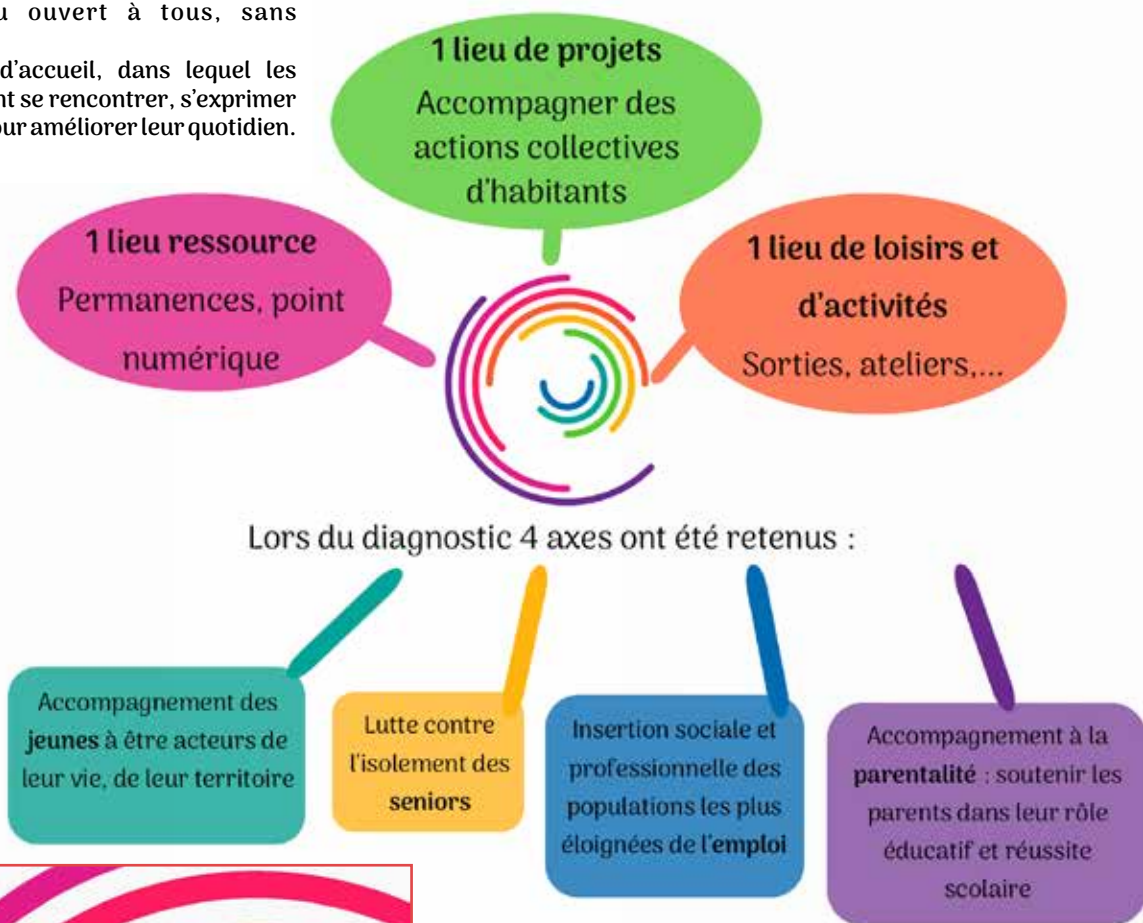 ouvert à tous, sans
d'accueil, dans lequel les
se rencontrer, s'exprimer
pour améliorer leur quotidien.
1 lieu de projets
Accompagner des
actions collectives
d'habitants
1 lieu ressource
Permanences, point
numérique
1 lieu de loisirs et
d'activités
Sorties, ateliers,...
Lors du diagnostic 4 axes ont été retenus :
Accompagnement des
jeunes à être acteurs de
leur vie, de leur territoire
Lutte contre
l'isolement des
seniors
Insertion sociale et
professionnelle des
populations les plus
éloignées de l'emploi
Accompagnement à la
parentalité : soutenir les
parents dans leur rôle
éducatif et réussite
scolaire